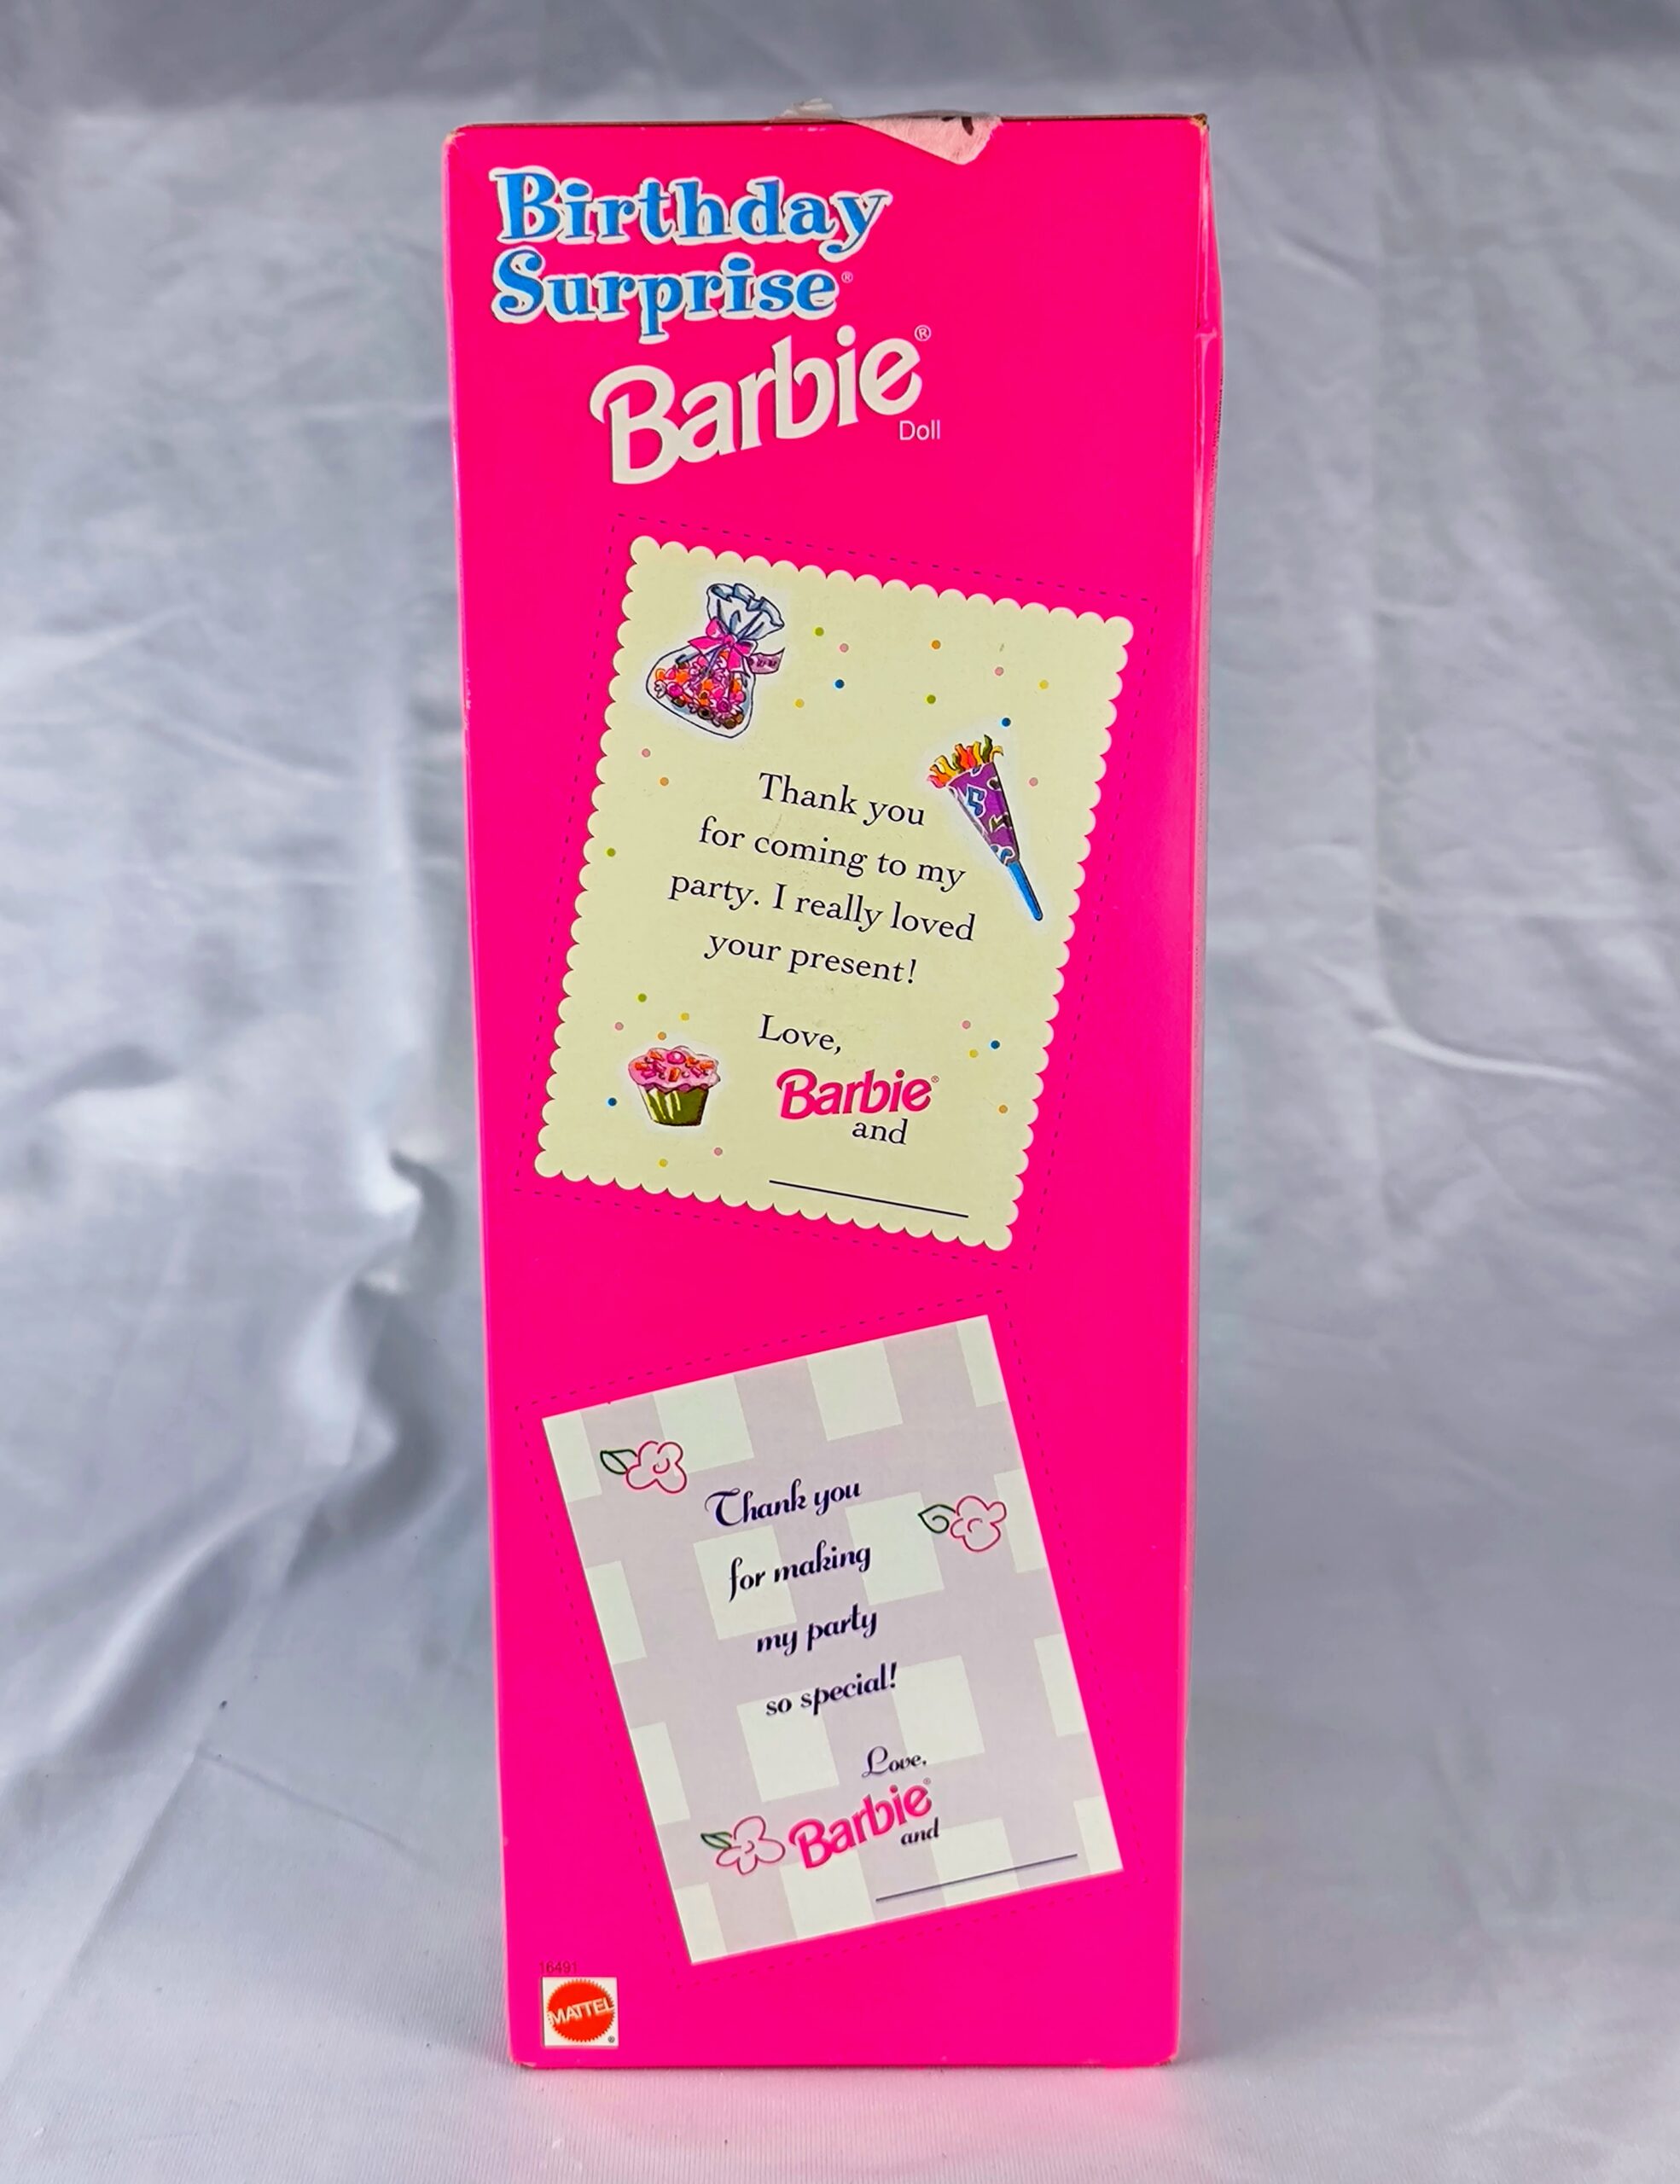 Birthday
Surprise®
Barbie®
Doll
Thank you
for coming to my
party. I really loved
your present!
Love,
Barbie®
and
Thank you
for making
my party
so special!
Love,
Barbie®
and
16491
MATTEL
®